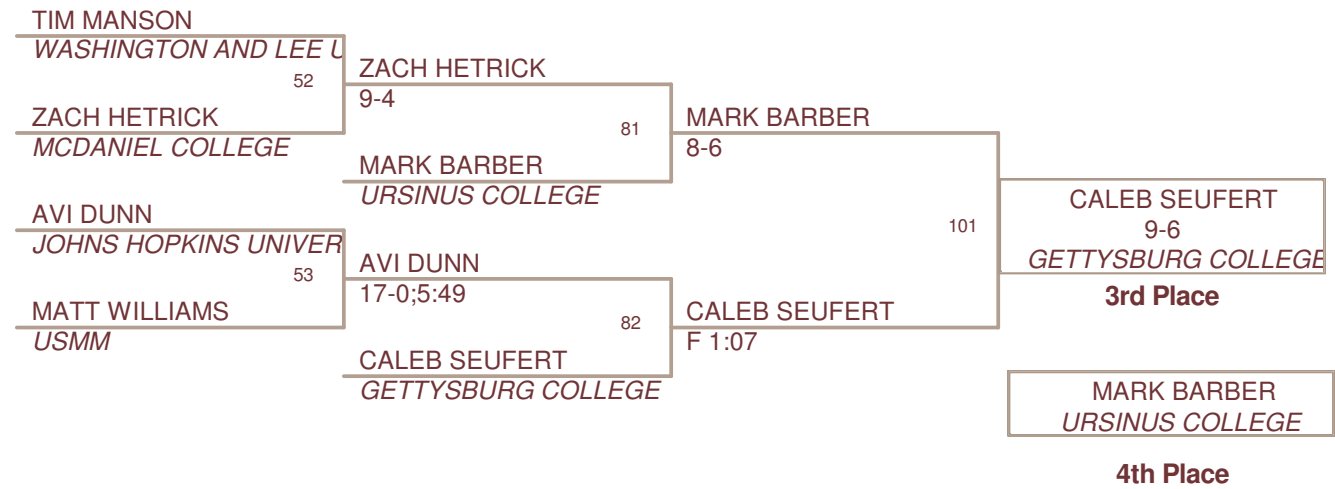 TIM MANSON
WASHINGTON AND LEE U
52
ZACH HETRICK
9-4
ZACH HETRICK
MCDANIEL COLLEGE
81
MARK BARBER
8-6
MARK BARBER
URSINUS COLLEGE
AVI DUNN
JOHNS HOPKINS UNIVER
53
AVI DUNN
17-0;5:49
MATT WILLIAMS
USMM
82
CALEB SEUFERT
F 1:07
CALEB SEUFERT
GETTYSBURG COLLEGE
101
CALEB SEUFERT
9-6
GETTYSBURG COLLEGE
3rd Place
MARK BARBER
URSINUS COLLEGE
4th Place